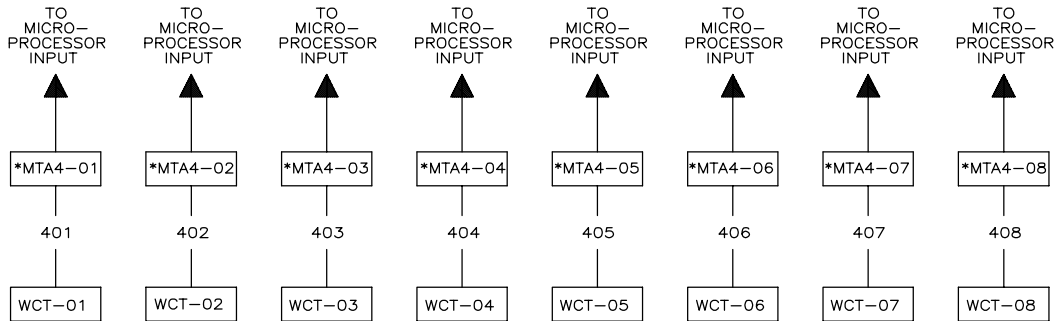 TO TO TO TO TO TO TO TO
MICRO- MICRO- MICRO- MICRO- MICRO- MICRO- MICRO- MICRO-
PROCESSOR PROCESSOR PROCESSOR PROCESSOR PROCESSOR PROCESSOR PROCESSOR PROCESSOR
INPUT INPUT INPUT INPUT INPUT INPUT INPUT INPUT
*MTA4-01 *MTA4-02 *MTA4-03 *MTA4-04 *MTA4-05 *MTA4-06 *MTA4-07 *MTA4-08
401 402 403 404 405 406 407 408
WCT-01 WCT-02 WCT-03 WCT-04 WCT-05 WCT-06 WCT-07 WCT-08